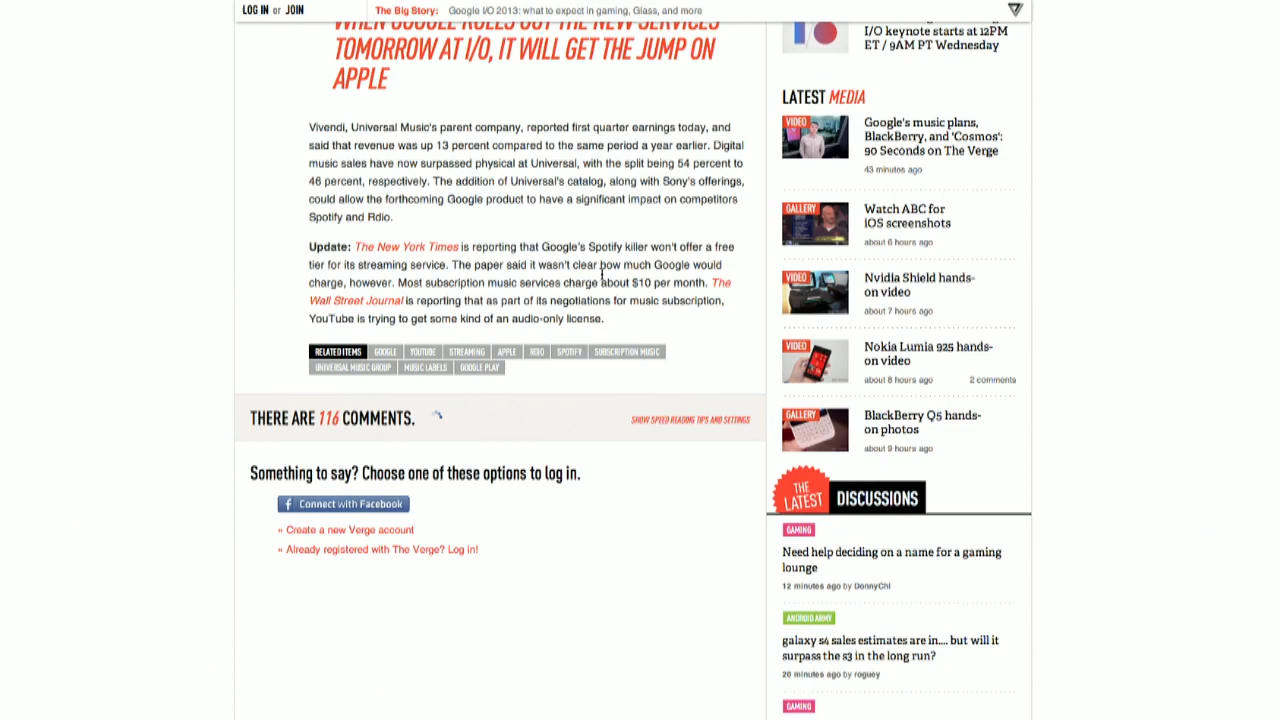 LOG IN or JOIN
The Big Story: Google I/O 2013: what to expect in gaming, Glass, and more
WHEN GOOGLE ROLLS OUT THE NEW SERVICES
TOMORROW AT I/O, IT WILL GET THE JUMP ON
APPLE
Vivendi, Universal Music's parent company, reported first quarter earnings today, and
said that revenue was up 13 percent compared to the same period a year earlier. Digital
music sales have now surpassed physical at Universal, with the split being 54 percent to
46 percent, respectively. The addition of Universal's catalog, along with Sony's offerings,
could allow the forthcoming Google product to have a significant impact on competitors
Spotify and Rdio.
Update: The New York Times is reporting that Google's Spotify killer won't offer a free
tier for its streaming service. The paper said it wasn't clear how much Google would
charge, however. Most subscription music services charge about $10 per month. The
Wall Street Journal is reporting that as part of its negotiations for music subscription,
YouTube is trying to get some kind of an audio-only license.
RELATED ITEMS GOOGLE YOUTUBE STREAMING APPLE RDIO SPOTIFY SUBSCRIPTION MUSIC
UNIVERSAL MUSIC GROUP MUSIC LABELS GOOGLE PLAY
THERE ARE 116 COMMENTS.
SHOW SPEED READING TIPS AND SETTINGS
Something to say? Choose one of these options to log in.
Connect with Facebook
» Create a new Verge account
» Already registered with The Verge? Log in!
I/O keynote starts at 12PM
ET / 9AM PT Wednesday
LATEST MEDIA
VIDEO
Google's music plans,
BlackBerry, and 'Cosmos':
90 Seconds on The Verge
43 minutes ago
GALLERY
Watch ABC for
iOS screenshots
about 6 hours ago
VIDEO
Nvidia Shield hands-
on video
about 7 hours ago
VIDEO
Nokia Lumia 925 hands-
on video
about 8 hours ago 2 comments
GALLERY
BlackBerry Q5 hands-
on photos
about 9 hours ago
THE
LATEST
DISCUSSIONS
GAMING
Need help deciding on a name for a gaming
lounge
12 minutes ago by DonnyChi
ANDROID ARMY
galaxy s4 sales estimates are in.... but will it
surpass the s3 in the long run?
20 minutes ago by roguey
GAMING